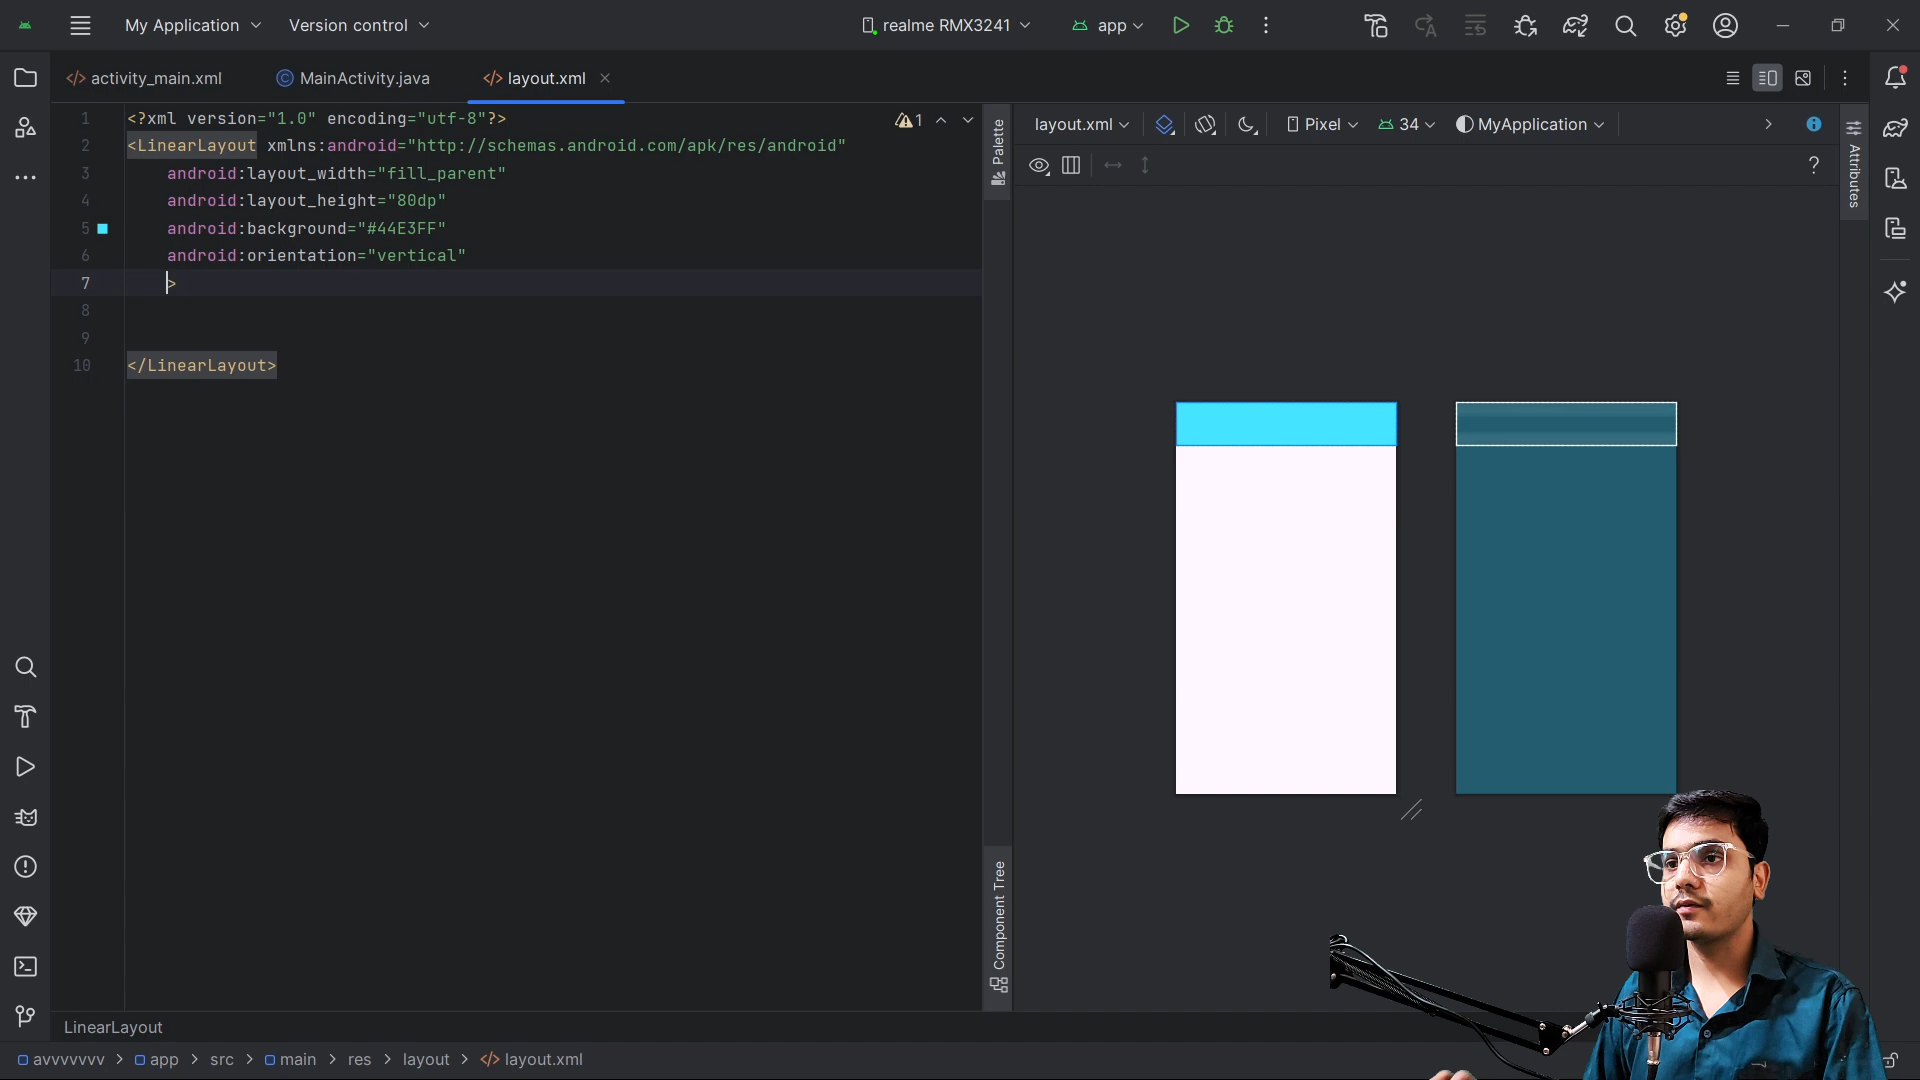 My Application
Version control
realme RMX3241
app
activity_main.xml
MainActivity.java
layout.xml
1 <?xml version="1.0" encoding="utf-8"?>
2 <LinearLayout xmlns:android="http://schemas.android.com/apk/res/android"
3 android:layout_width="fill_parent"
4 android:layout_height="80dp"
5 android:background="#44E3FF"
6 android:orientation="vertical"
7 >
8
9
10 </LinearLayout>
1
Palette
Component Tree
layout.xml
Pixel
34
MyApplication
?
Attributes
LinearLayout
avvvvvvv > app > src > main > res > layout > layout.xml